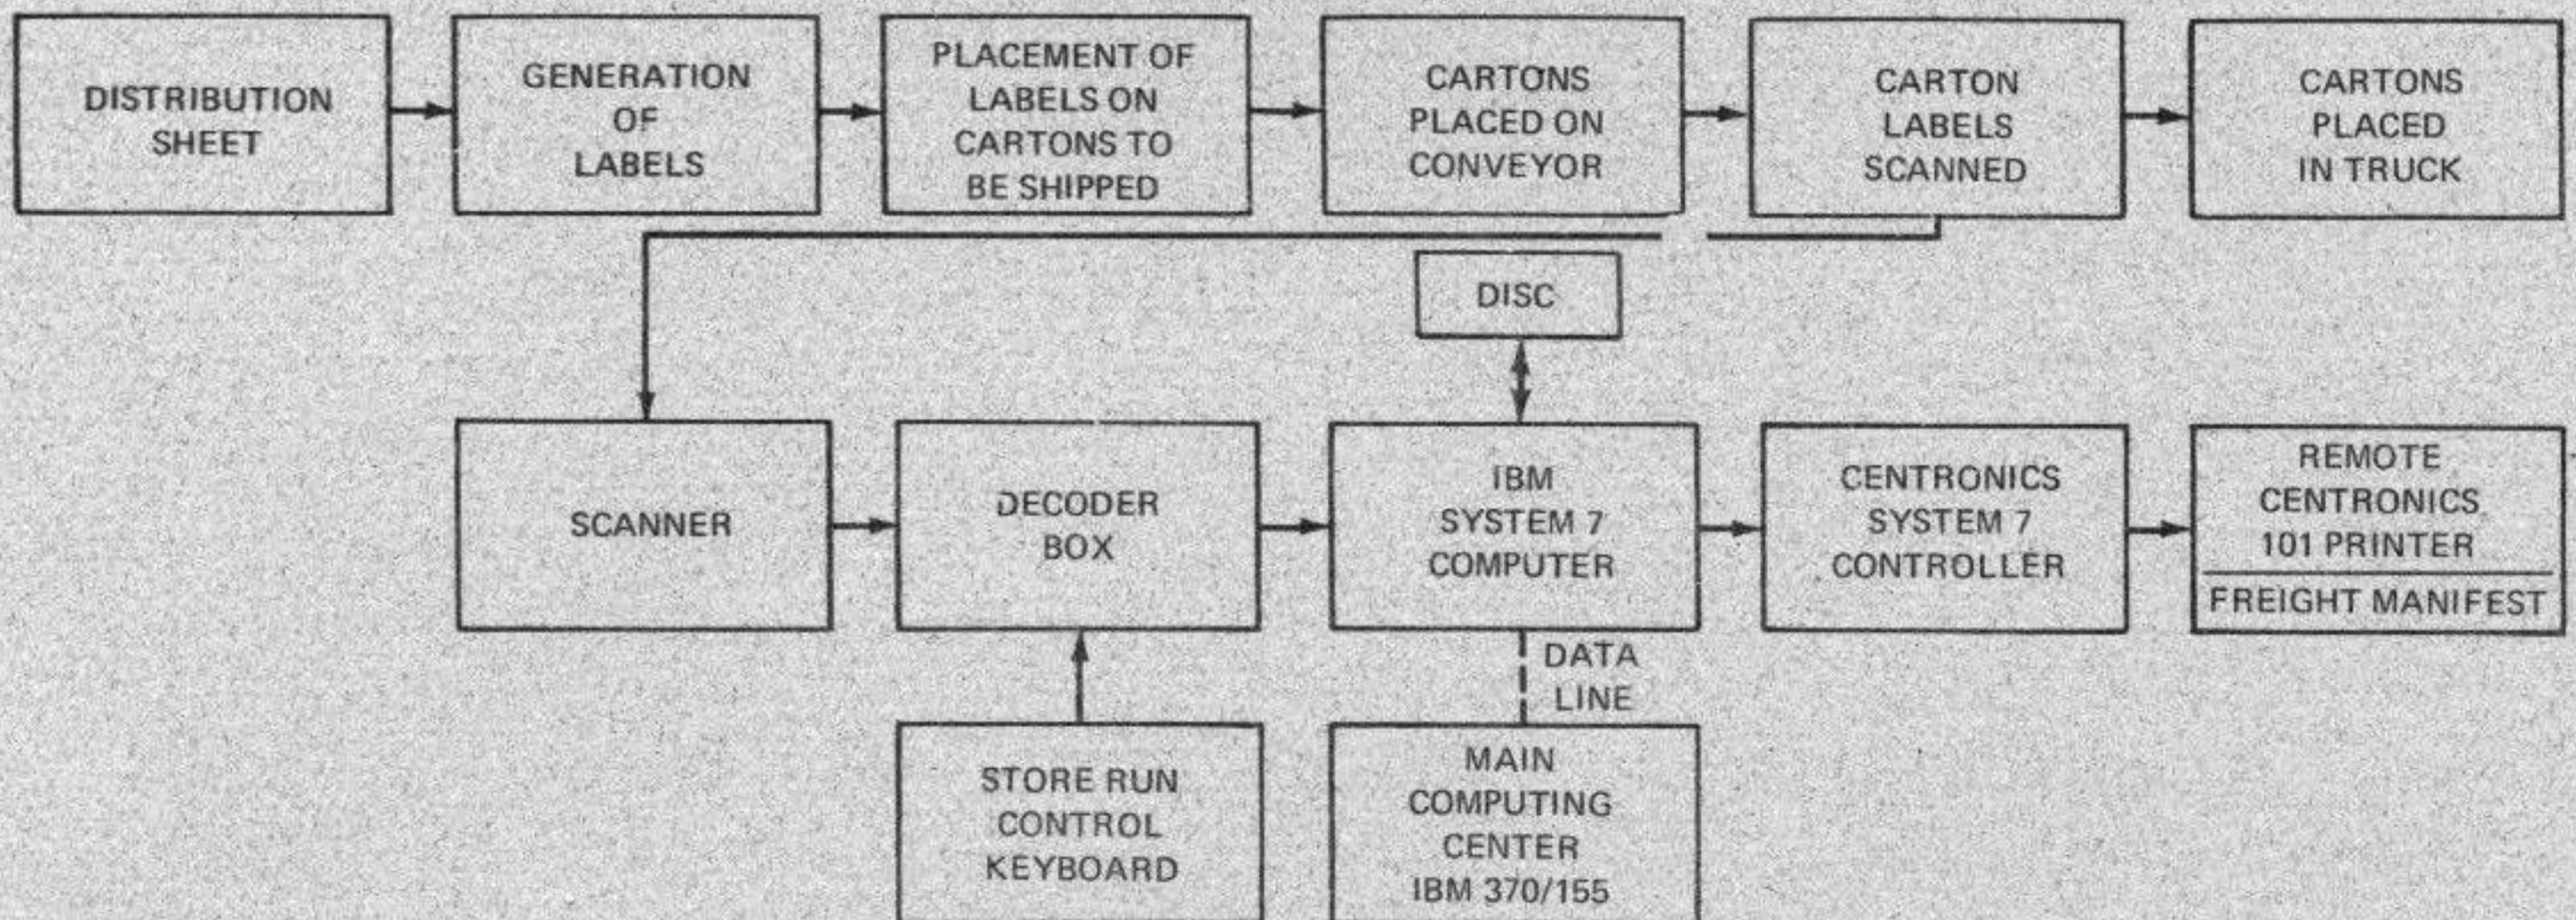 DISTRIBUTION
SHEET
GENERATION
OF
LABELS
PLACEMENT OF
LABELS ON
CARTONS TO
BE SHIPPED
CARTONS
PLACED ON
CONVEYOR
CARTON
LABELS
SCANNED
CARTONS
PLACED
IN TRUCK
DISC
SCANNER
DECODER
BOX
IBM
SYSTEM 7
COMPUTER
CENTRONICS
SYSTEM 7
CONTROLLER
REMOTE
CENTRONICS
101 PRINTER
FREIGHT MANIFEST
DATA
LINE
STORE RUN
CONTROL
KEYBOARD
MAIN
COMPUTING
CENTER
IBM 370/155